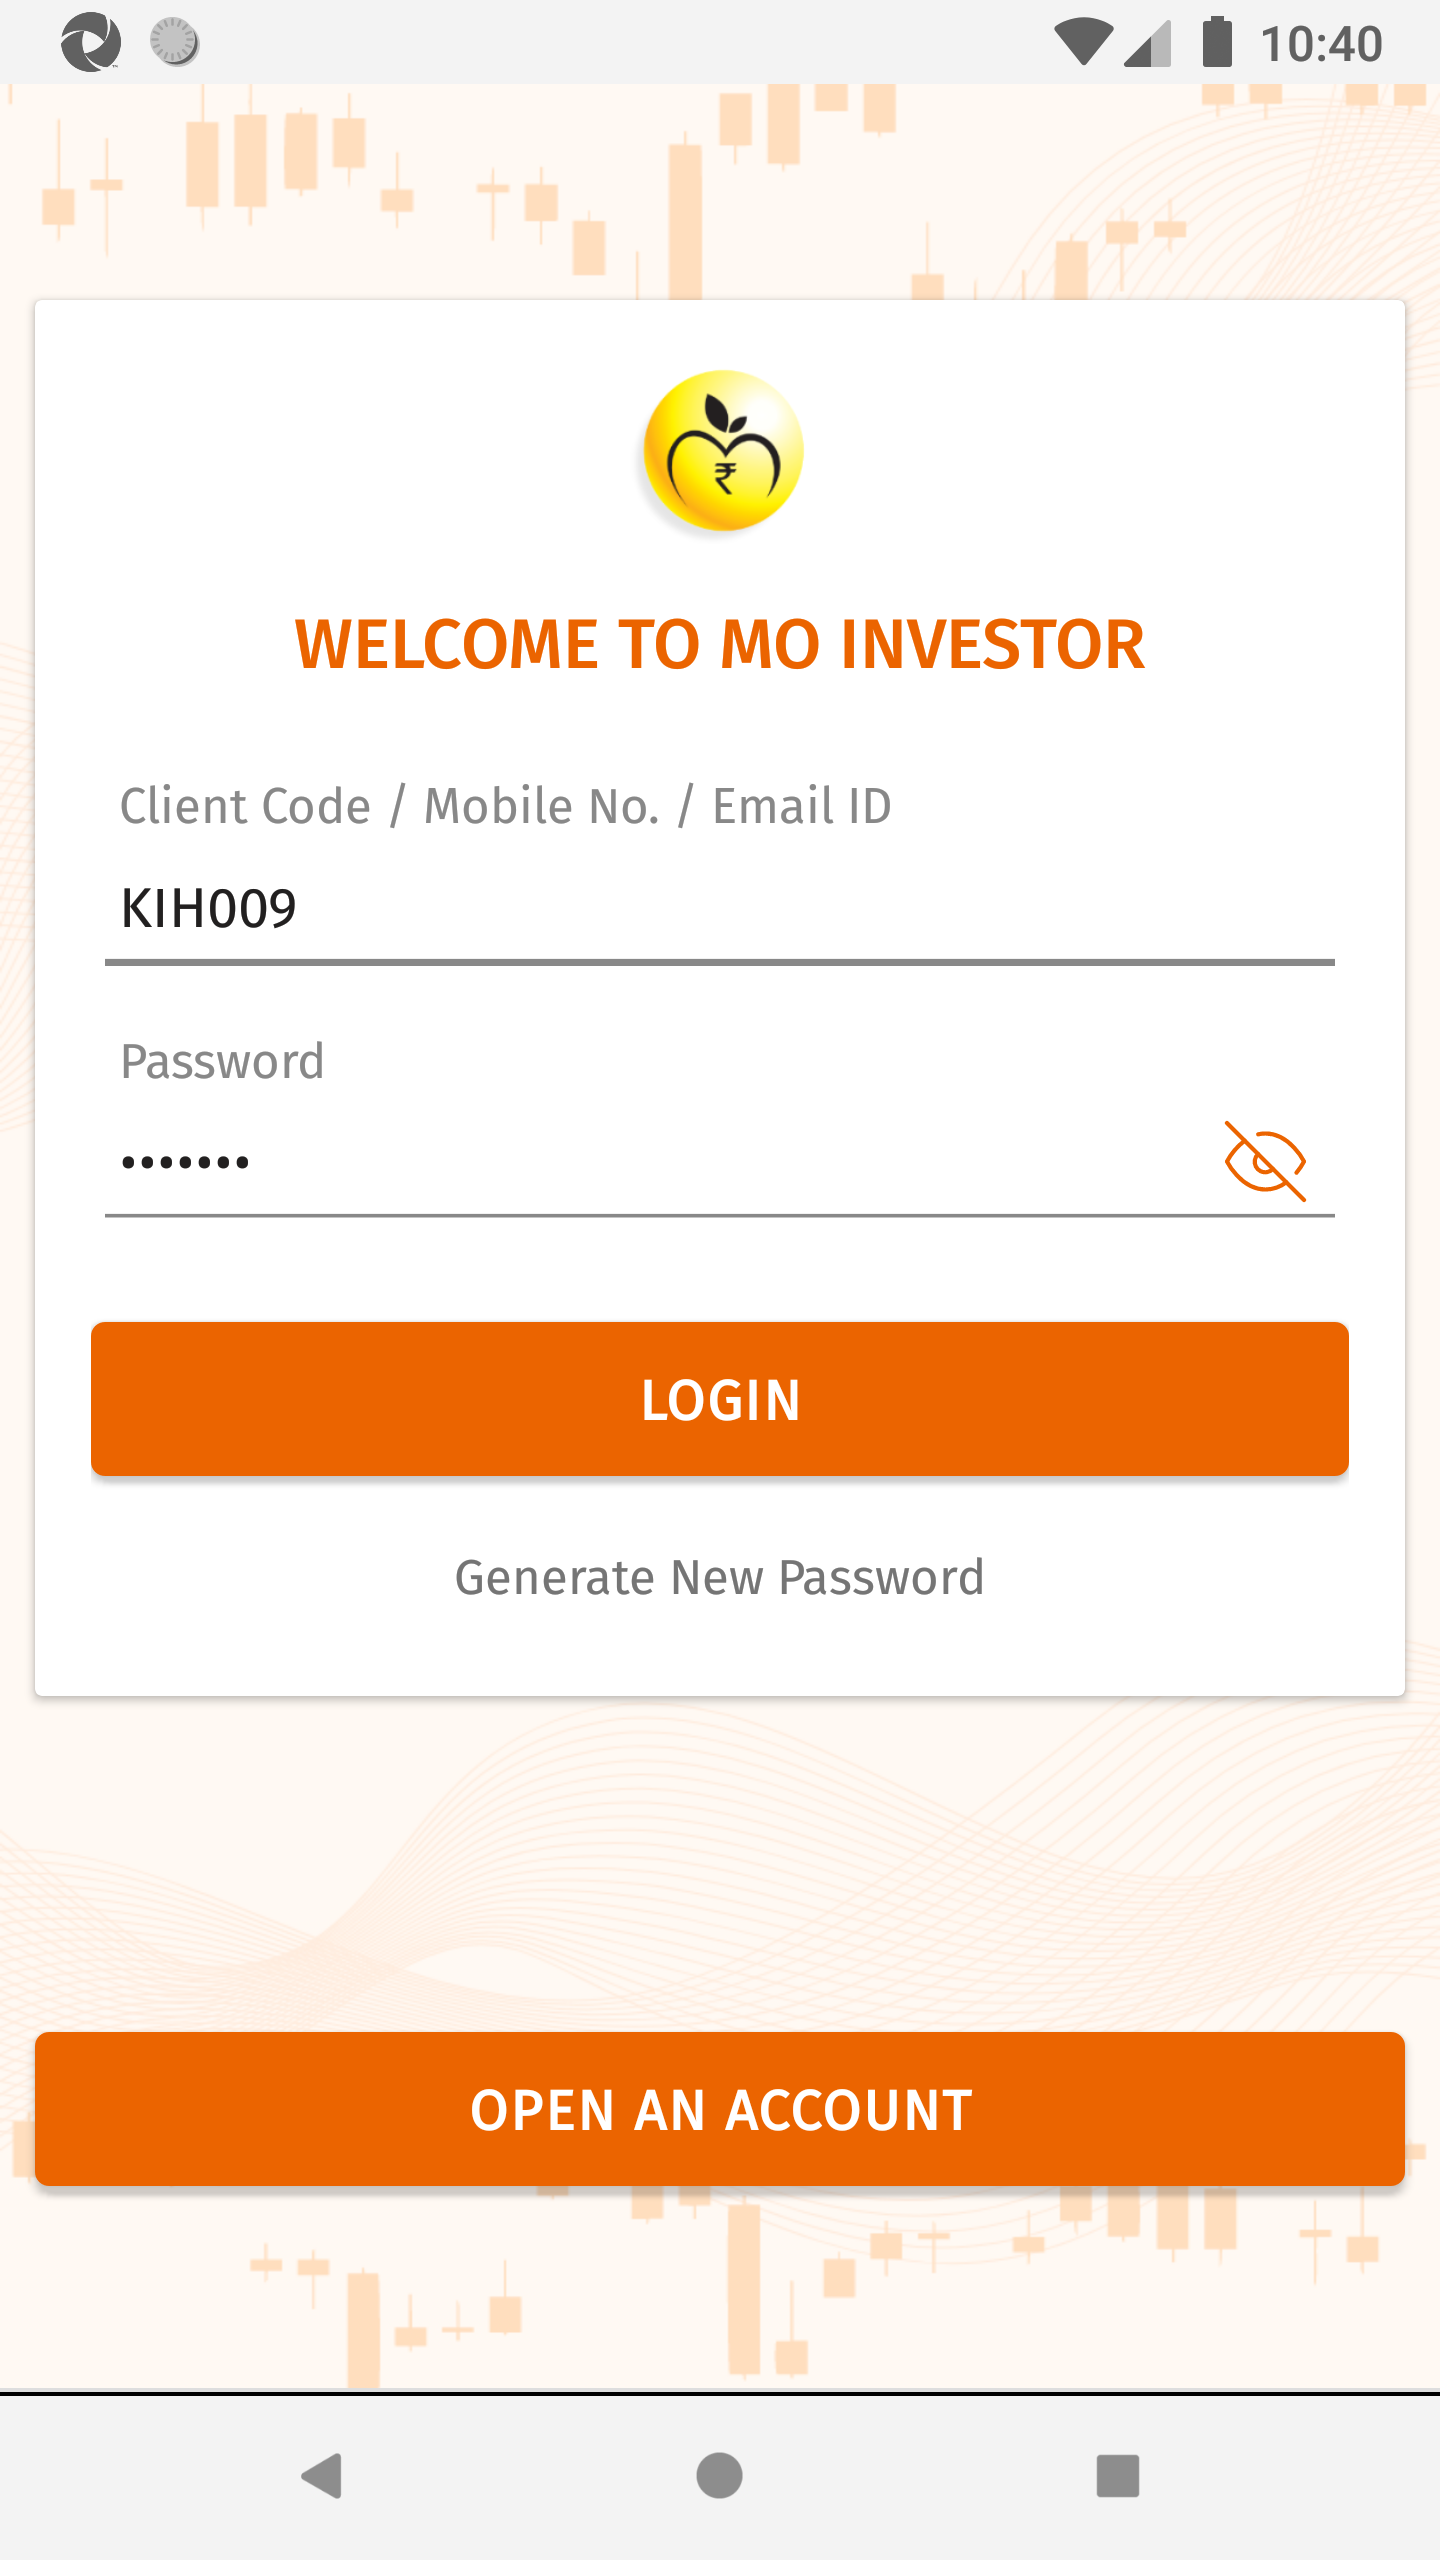 10:40
₹
WELCOME TO MO INVESTOR
Client Code / Mobile No. / Email ID
KIH009
Password
•••••••
LOGIN
Generate New Password
OPEN AN ACCOUNT